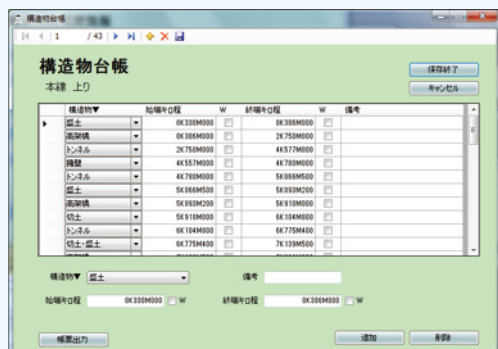 構造物台帳
1 / 43
構造物台帳
保存終了
本線 上り
キャンセル
構造物▼ 始端キロ程 W 終端キロ程 W 備考
盛土 0K330M000 0K386M000
高架橋 0K386M000 2K750M000
トンネル 2K750M000 4K577M000
擁壁 4K557M000 4K780M000
トンネル 4K780M000 5K066M500
盛土 5K066M500 5K093M200
高架橋 5K093M200 5K910M000
切土 5K910M000 6K104M800
トンネル 6K104M800 6K775M400
切土・盛土 6K775M400 7K139M500
構造物▼ 盛土 備考
始端キロ程 0K330M000 W 終端キロ程 0K386M000 W
帳票出力 追加 削除